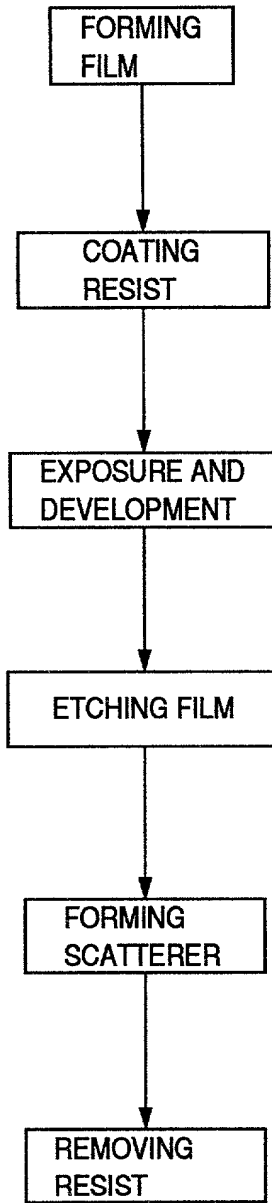 FORMING
FILM
COATING
RESIST
EXPOSURE AND
DEVELOPMENT
ETCHING FILM
FORMING
SCATTERER
REMOVING
RESIST